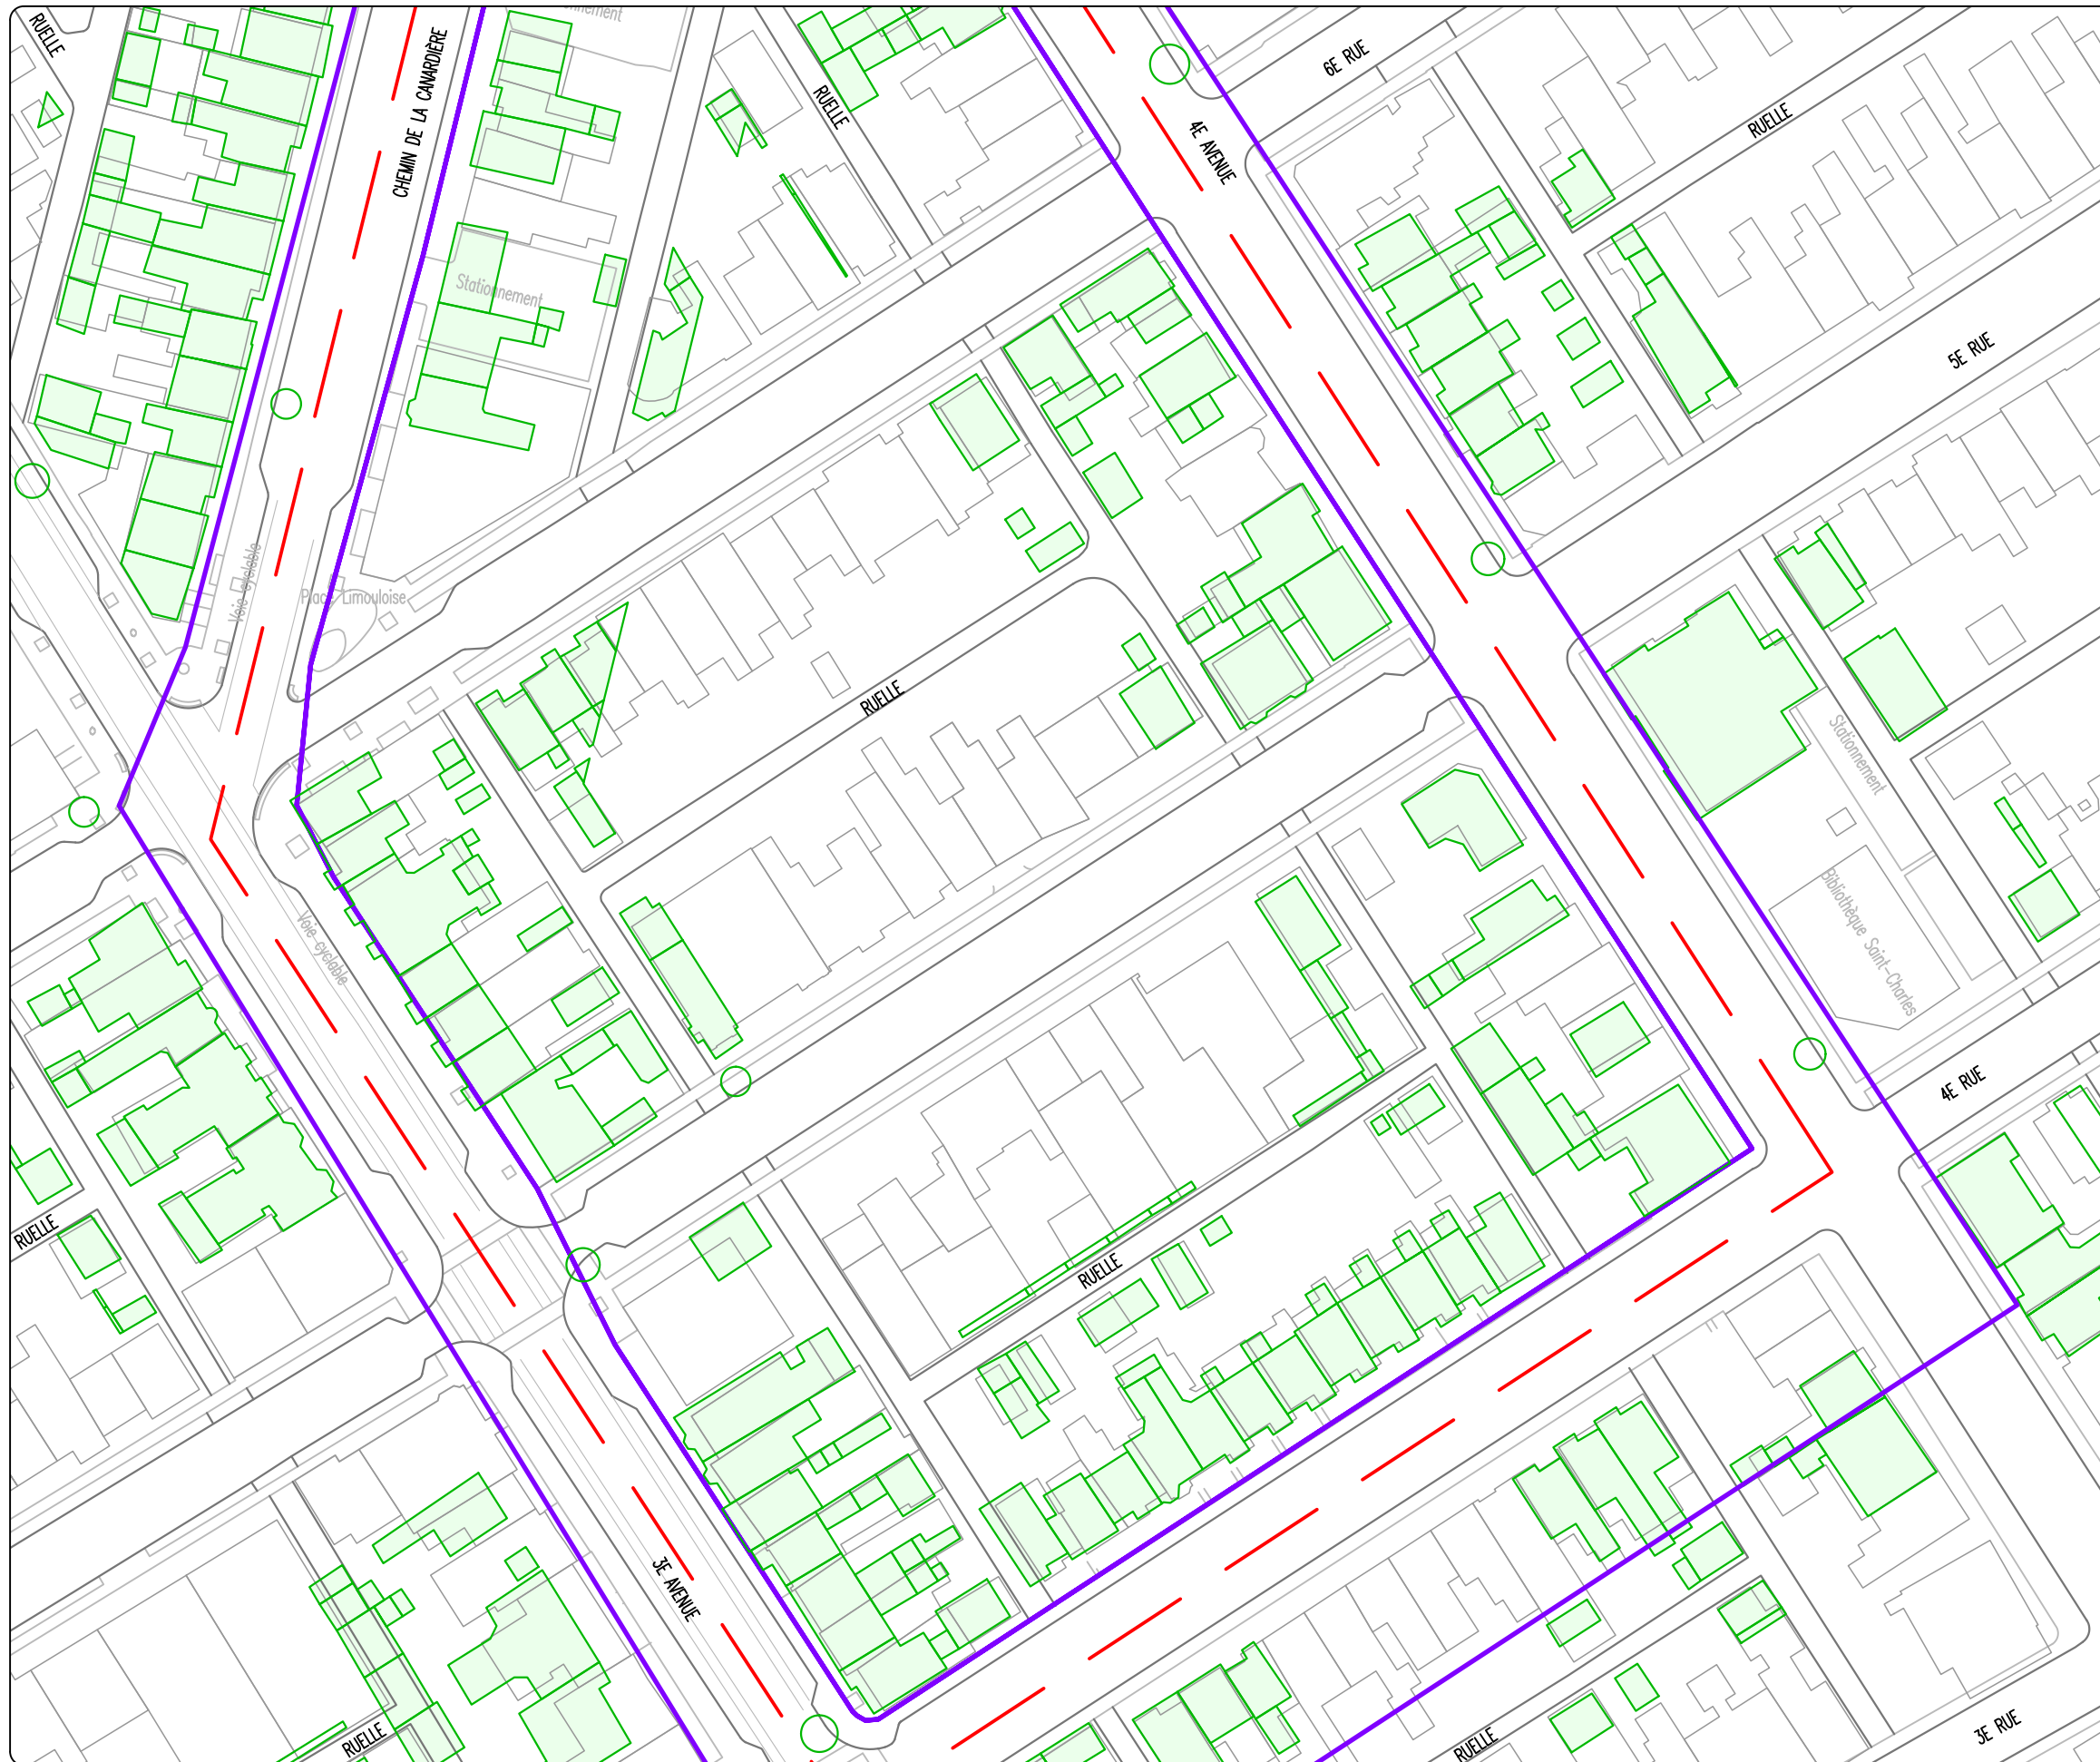 RUELLE
CHEMIN DE LA CANARDIÈRE
RUELLE
4E AVENUE
6E RUE
RUELLE
Stationnement
5E RUE
Voie cyclable
Place Limouloise
RUELLE
Stationnement
Bibliothèque Saint-Charles
Voie cyclable
4E RUE
RUELLE
RUELLE
3E AVENUE
RUELLE
RUELLE
3E RUE